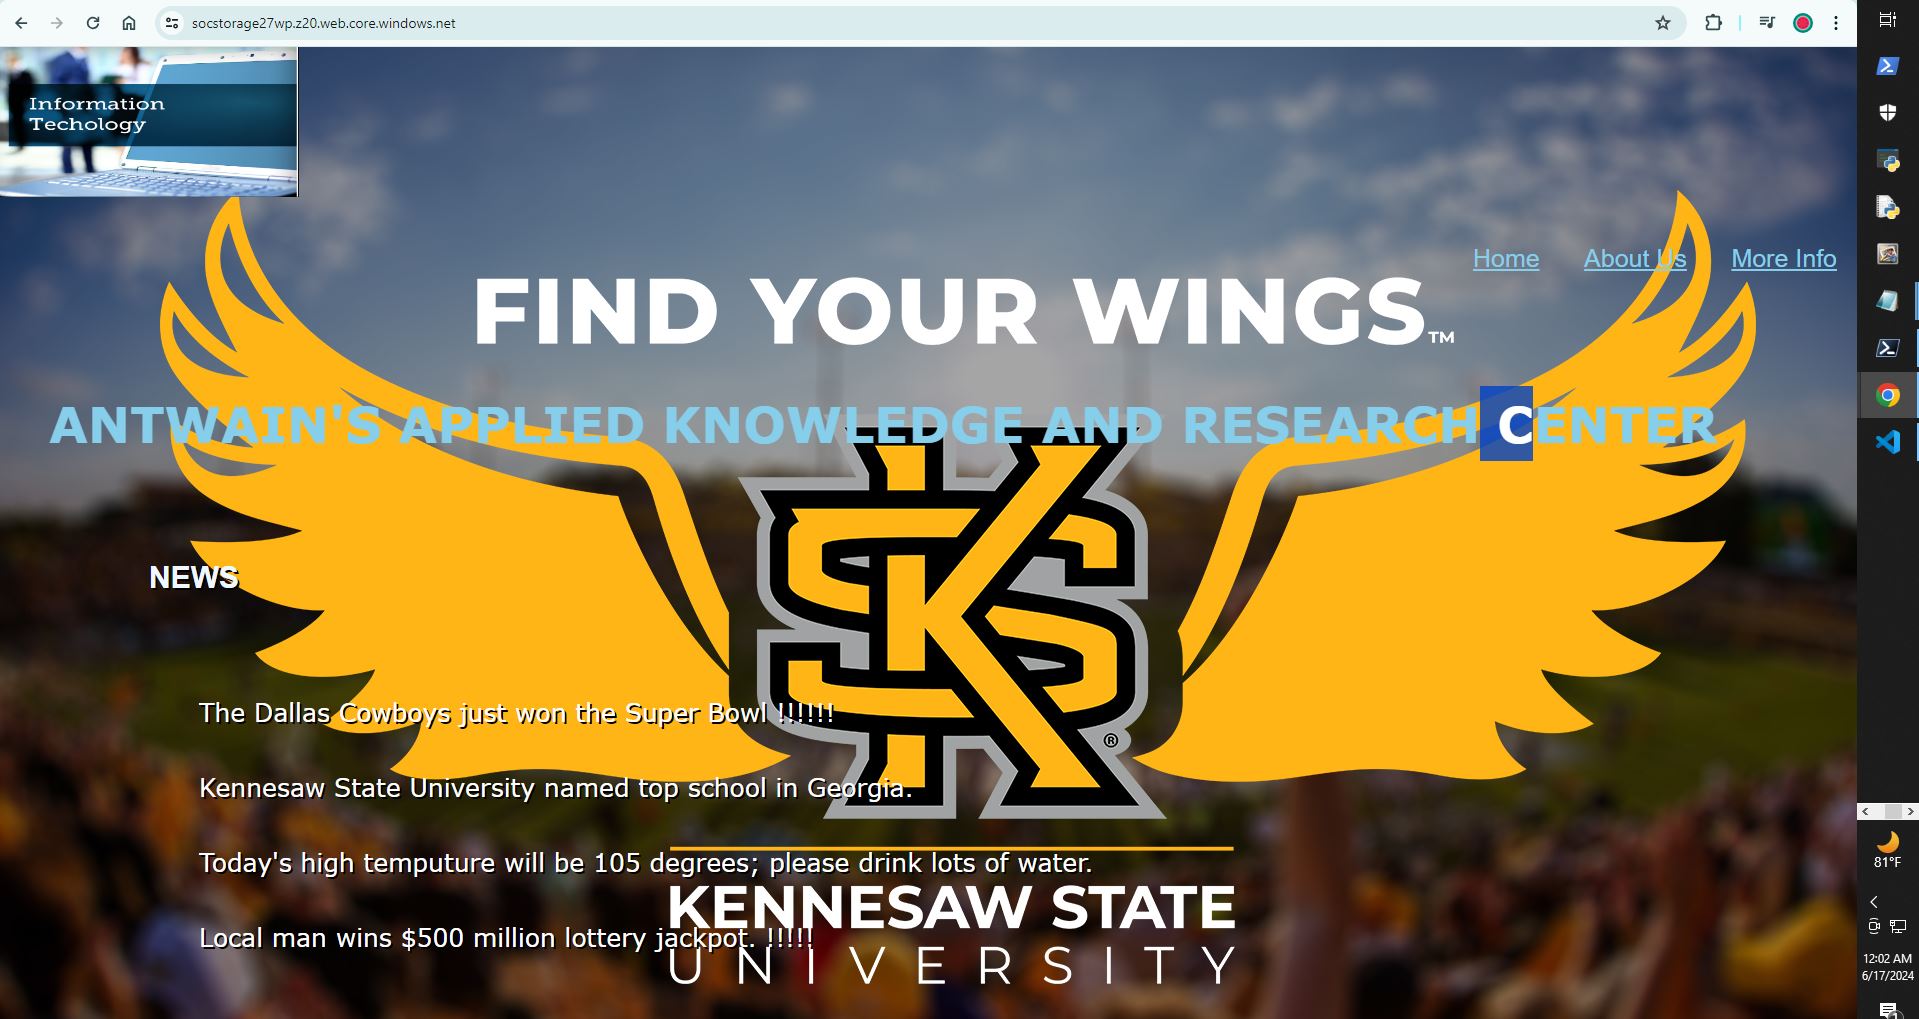 socstorage27wp.z20.web.core.windows.net
Information
Techology
Home About Us More Info
FIND YOUR WINGS™
ANTWAIN'S APPLIED KNOWLEDGE AND RESEARCH CENTER
KS
®
NEWS
The Dallas Cowboys just won the Super Bowl !!!!!!
Kennesaw State University named top school in Georgia.
Today's high temputure will be 105 degrees; please drink lots of water.
Local man wins $500 million lottery jackpot. !!!!!
KENNESAW STATE
UNIVERSITY
81°F
12:02 AM
6/17/2024
1